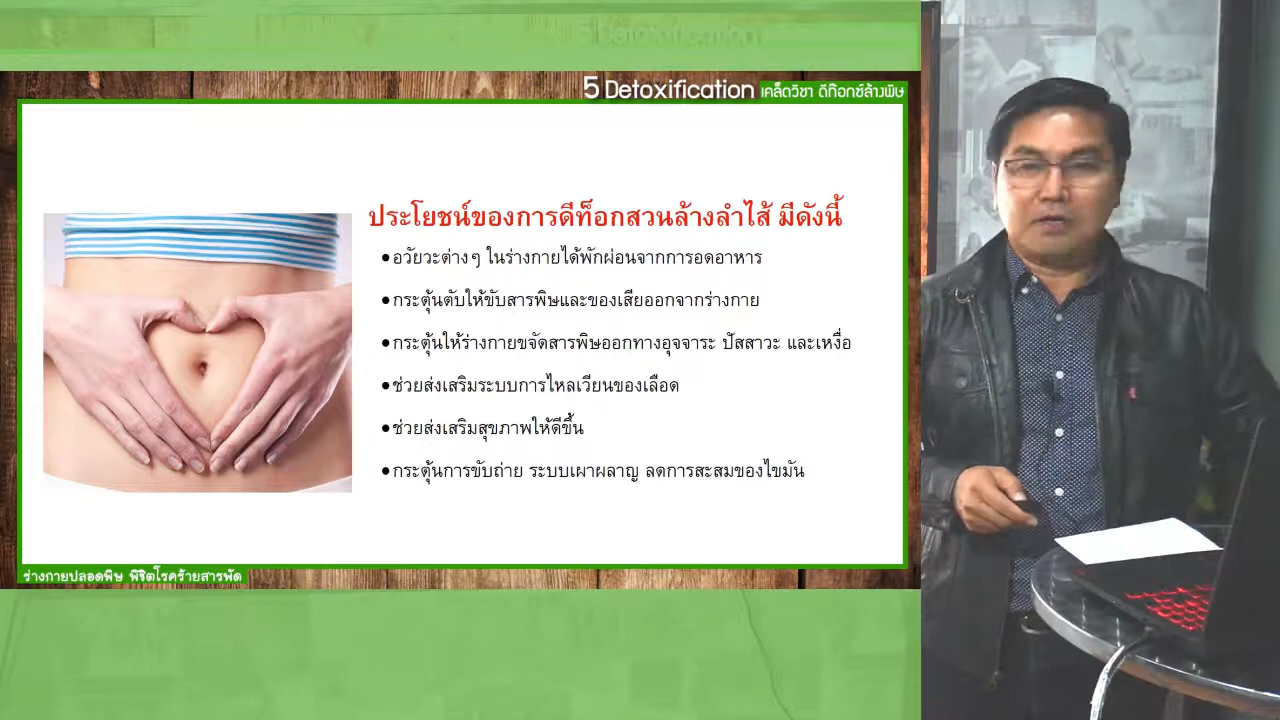 5 Detoxification เคล็ดวิชา ดีท๊อกซ์ล้างพิษ
ประโยชน์ของการดีท็อกสวนล้างลำไส้ มีดังนี้
●อวัยวะต่างๆ ในร่างกายได้พักผ่อนจากการอดอาหาร
●กระตุ้นตับให้ขับสารพิษและของเสียออกจากร่างกาย
●กระตุ้นให้ร่างกายขจัดสารพิษออกทางอุจจาระ ปัสสาวะ และเหงื่อ
●ช่วยส่งเสริมระบบการไหลเวียนของเลือด
●ช่วยส่งเสริมสุขภาพให้ดีขึ้น
●กระตุ้นการขับถ่าย ระบบเผาผลาญ ลดการสะสมของไขมัน
ร่างกายปลอดพิษ พิชิตโรคร้ายสารพัด